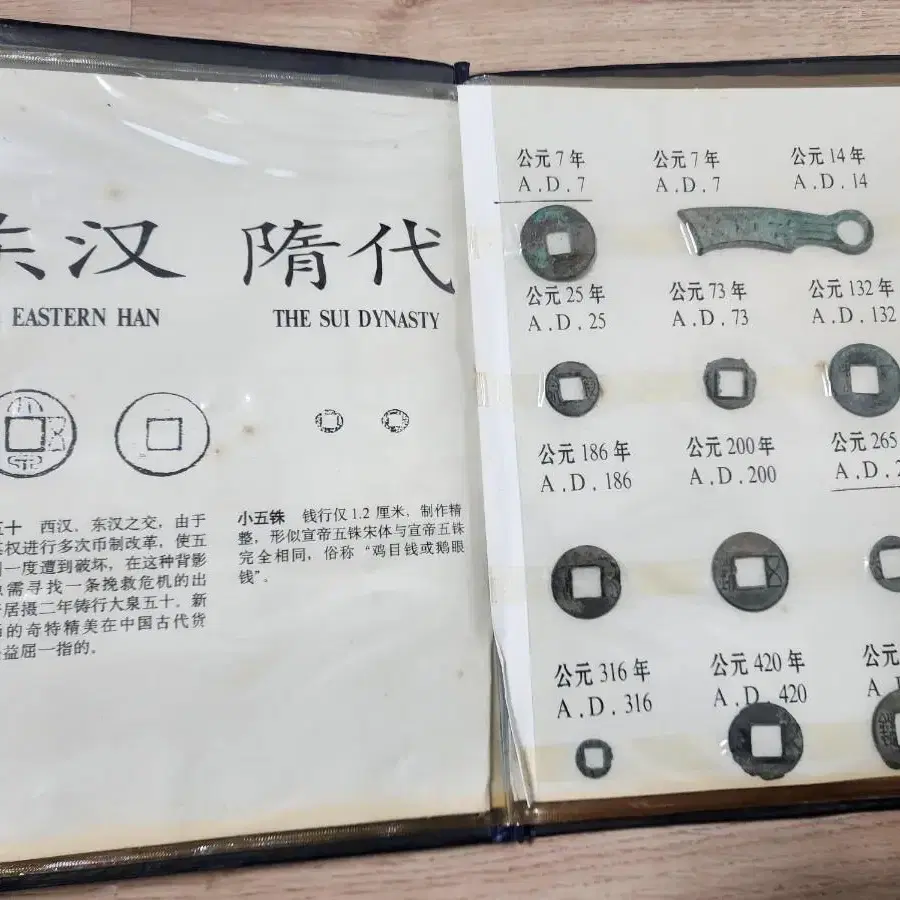 东汉 隋代
EASTERN HAN THE SUI DYNASTY
五十 西汉、东汉之交,由于
权进行多次币制改革,使五
一度遭到破坏,在这种背影
需寻找一条挽救危机的出
居摄二年铸行大泉五十。新
的奇特精美在中国古代货
益屈一指的。
小五铢 钱行仅1.2厘米,制作精
整,形似宣帝五铢宋体与宣帝五铢
完全相同,俗称“鸡目钱或鹅眼
钱”。
公元7年 公元7年 公元14年
A.D.7 A.D.7 A.D.14
公元25年 公元73年 公元132年
A.D.25 A.D.73 A.D.132
公元186年 公元200年 公元265
A.D.186 A.D.200 A.D.2
公元316年 公元420年 公元
A.D.316 A.D.420 A